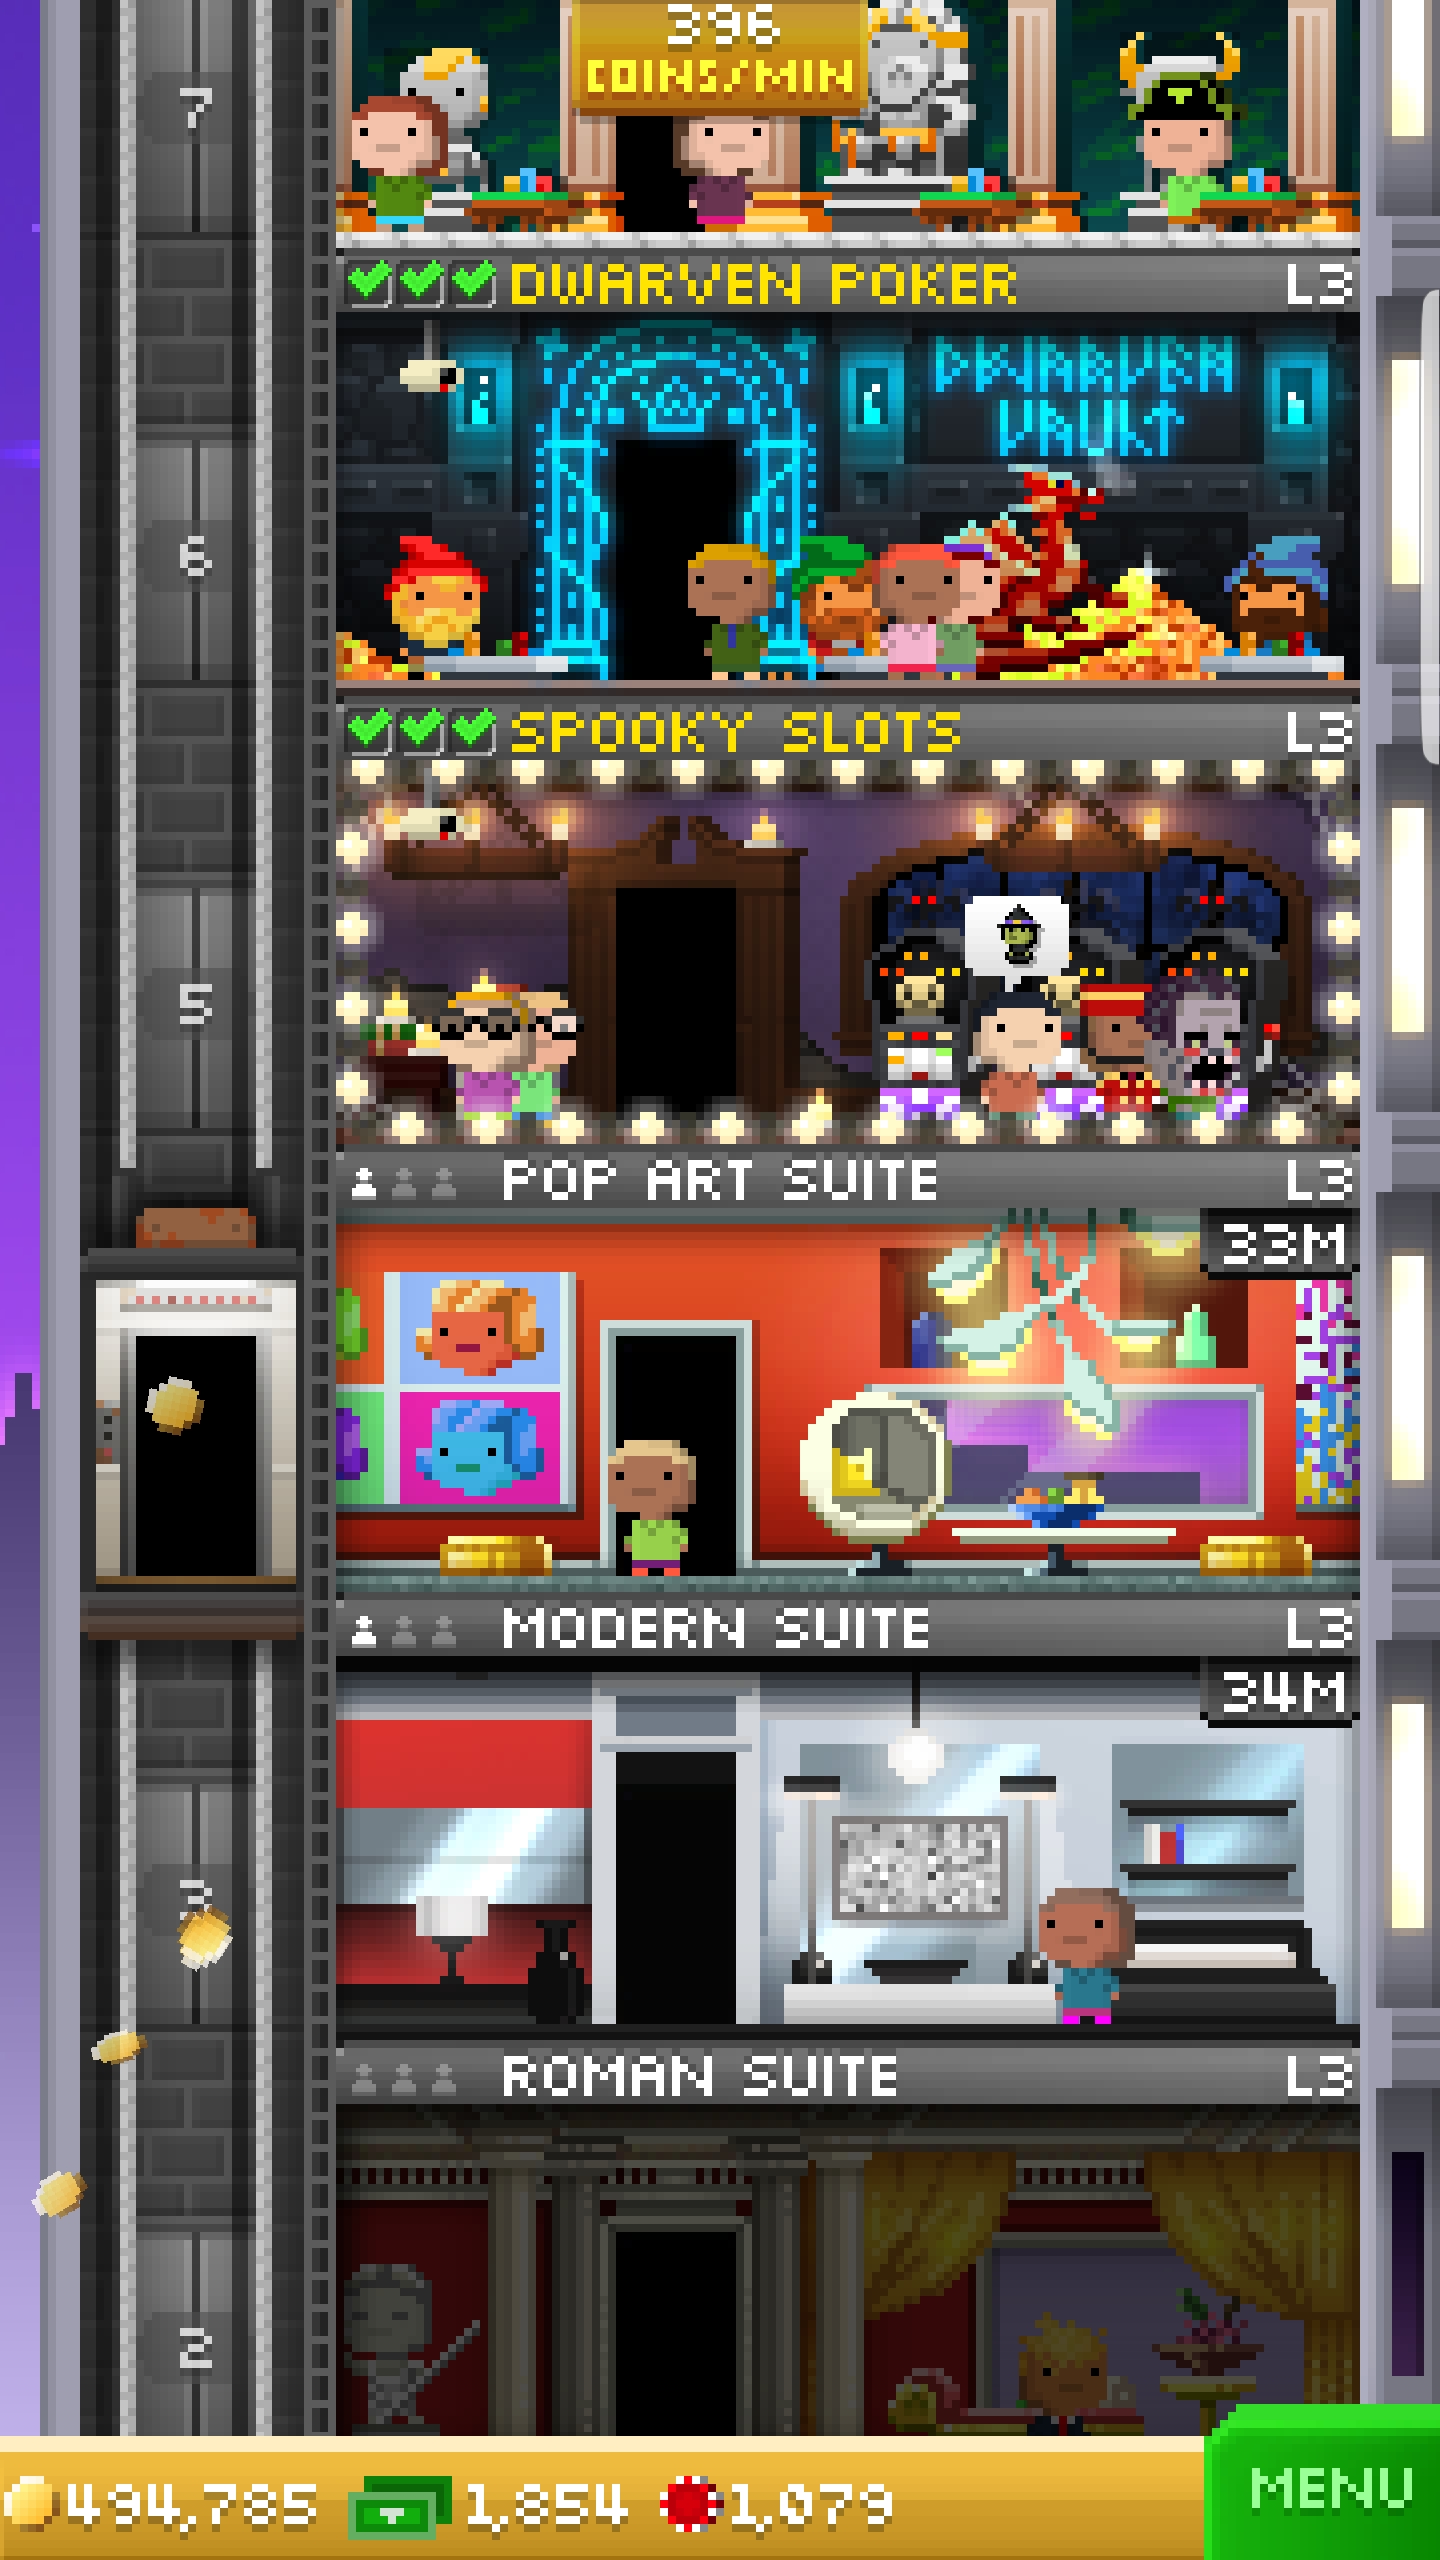 396
COINS/MIN
7
DWARVEN POKER L3
DWARVEN
VAULT
6
SPOOKY SLOTS L3
5
POP ART SUITE L3
33M
MODERN SUITE L3
34M
3
ROMAN SUITE L3
2
494,785 1,854 1,079 MENU